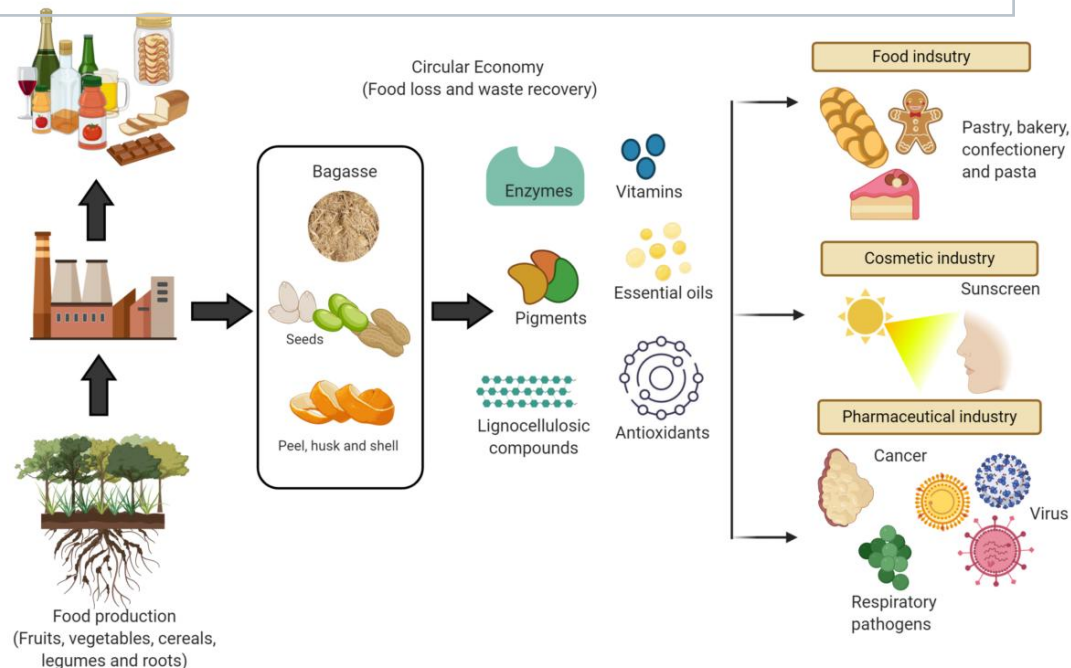 Circular Economy
(Food loss and waste recovery)
Bagasse
Seeds
Peel, husk and shell
Enzymes
Vitamins
Pigments
Essential oils
Lignocellulosic
compounds
Antioxidants
Food indsutry
Pastry, bakery,
confectionery
and pasta
Cosmetic industry
Sunscreen
Pharmaceutical industry
Cancer
Virus
Respiratory
pathogens
Food production
(Fruits, vegetables, cereals,
legumes and roots)